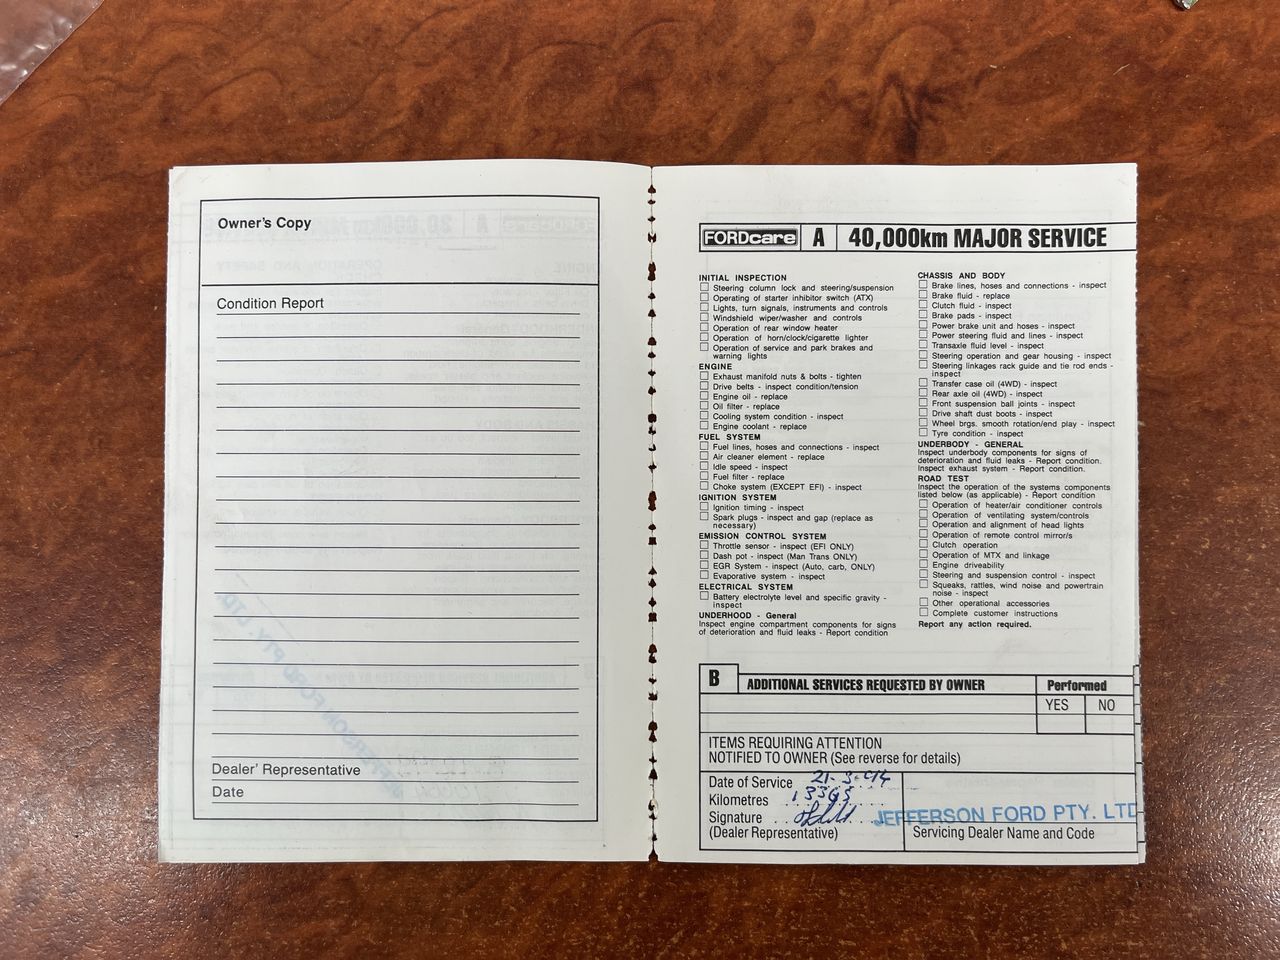 Owner's Copy
Condition Report
Dealer' Representative
Date
FORDcare A 40,000km MAJOR SERVICE
INITIAL INSPECTION
Steering column lock and steering/suspension
Operating of starter inhibitor switch (ATX)
Lights, turn signals, instruments and controls
Windshield wiper/washer and controls
Operation of rear window heater
Operation of horn/clock/cigarette lighter
Operation of service and park brakes and
warning lights
ENGINE
Exhaust manifold nuts & bolts - tighten
Drive belts - inspect condition/tension
Engine oil - replace
Oil filter - replace
Cooling system condition - inspect
Engine coolant - replace
FUEL SYSTEM
Fuel lines, hoses and connections - inspect
Air cleaner element - replace
Idle speed - inspect
Fuel filter - replace
Choke system (EXCEPT EFI) - inspect
IGNITION SYSTEM
Ignition timing - inspect
Spark plugs - inspect and gap (replace as
necessary)
EMISSION CONTROL SYSTEM
Throttle sensor - inspect (EFI ONLY)
Dash pot - inspect (Man Trans ONLY)
EGR System - inspect (Auto, carb, ONLY)
Evaporative system - inspect
ELECTRICAL SYSTEM
Battery electrolyte level and specific gravity -
inspect
UNDERHOOD - General
Inspect engine compartment components for signs
of deterioration and fluid leaks - Report condition
CHASSIS AND BODY
Brake lines, hoses and connections - inspect
Brake fluid - replace
Clutch fluid - inspect
Brake pads - inspect
Power brake unit and hoses - inspect
Power steering fluid and lines - inspect
Transaxle fluid level - inspect
Steering operation and gear housing - inspect
Steering linkages rack guide and tie rod ends -
inspect
Transfer case oil (4WD) - inspect
Rear axle oil (4WD) - inspect
Front suspension ball joints - inspect
Drive shaft dust boots - inspect
Wheel brgs. smooth rotation/end play - inspect
Tyre condition - inspect
UNDERBODY - GENERAL
Inspect underbody components for signs of
deterioration and fluid leaks - Report condition.
Inspect exhaust system - Report condition.
ROAD TEST
Inspect the operation of the systems components
listed below (as applicable) - Report condition
Operation of heater/air conditioner controls
Operation of ventilating system/controls
Operation and alignment of head lights
Operation of remote control mirror/s
Clutch operation
Operation of MTX and linkage
Engine driveability
Steering and suspension control - inspect
Squeaks, rattles, wind noise and powertrain
noise - inspect
Other operational accessories
Complete customer instructions
Report any action required.
B ADDITIONAL SERVICES REQUESTED BY OWNER Performed
YES NO
ITEMS REQUIRING ATTENTION
NOTIFIED TO OWNER (See reverse for details)
Date of Service 21-3-94
Kilometres
Signature
(Dealer Representative)
JEFFERSON FORD PTY. LTD
Servicing Dealer Name and Code